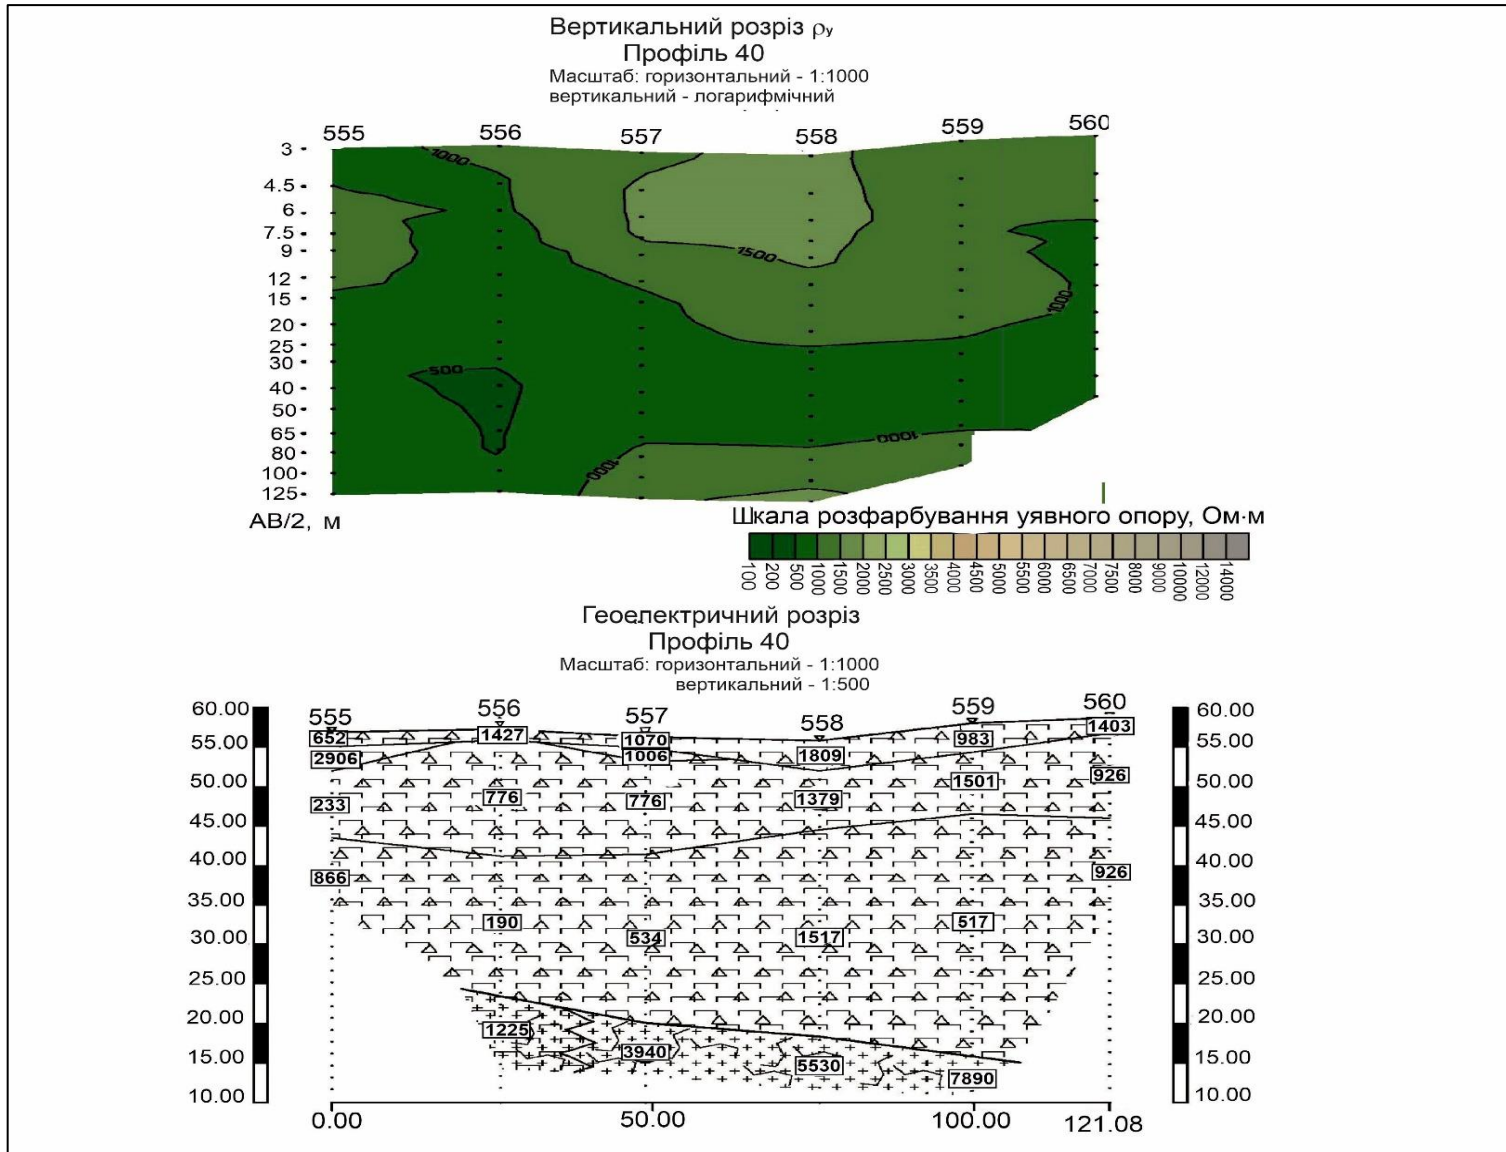 Вертикальний розріз ρу
Профіль 40
Масштаб: горизонтальний - 1:1000
вертикальний - логарифмічний
555 556 557 558 559 560
3
4.5
6
7.5
9
12
15
20
25
30
40
50
65
80
100
125
1000
1500
1000
500
1000
1000
АВ/2, м
Шкала розфарбування уявного опору, Ом·м
100 200 500 1000 1500 2000 2500 3000 3500 4000 4500 5000 5500 6000 6500 7000 7500 8000 9000 10000 12000 14000
Геоелектричний розріз
Профіль 40
Масштаб: горизонтальний - 1:1000
вертикальний - 1:500
555 556 557 558 559 560
60.00 60.00
652 1427 1070 1809 983 1403
55.00 55.00
2906 1006
50.00 1501 926 50.00
233 776 776 1379
45.00 45.00
40.00 40.00
866 926
35.00 35.00
190 534 1517 517
30.00 30.00
25.00 25.00
20.00 20.00
1225 3940 5530 7890
15.00 15.00
10.00 10.00
0.00 50.00 100.00 121.08